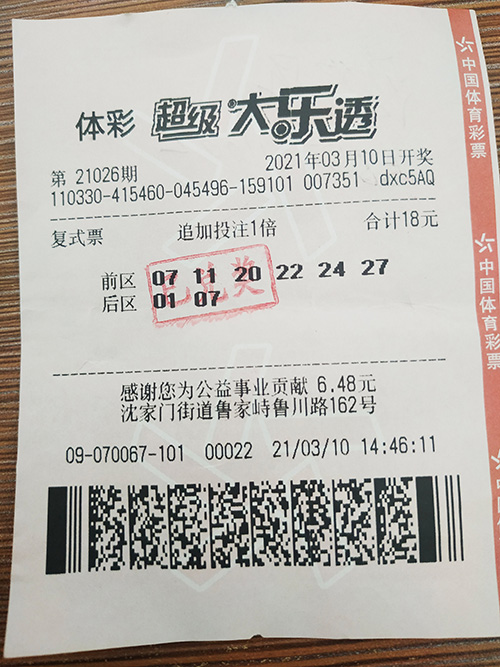 体彩 超级大乐透
第 21026期 2021年03月10日开奖
110330-415460-045496-159101 007351 dxc5AQ
复式票 追加投注1倍 合计18元
前区 07 11 20 22 24 27
后区 01 07
已兑奖
感谢您为公益事业贡献 6.48元
沈家门街道鲁家峙鲁川路162号
09-070067-101 00022 21/03/10 14:46:11
中国体育彩票
中国体育彩票
中国